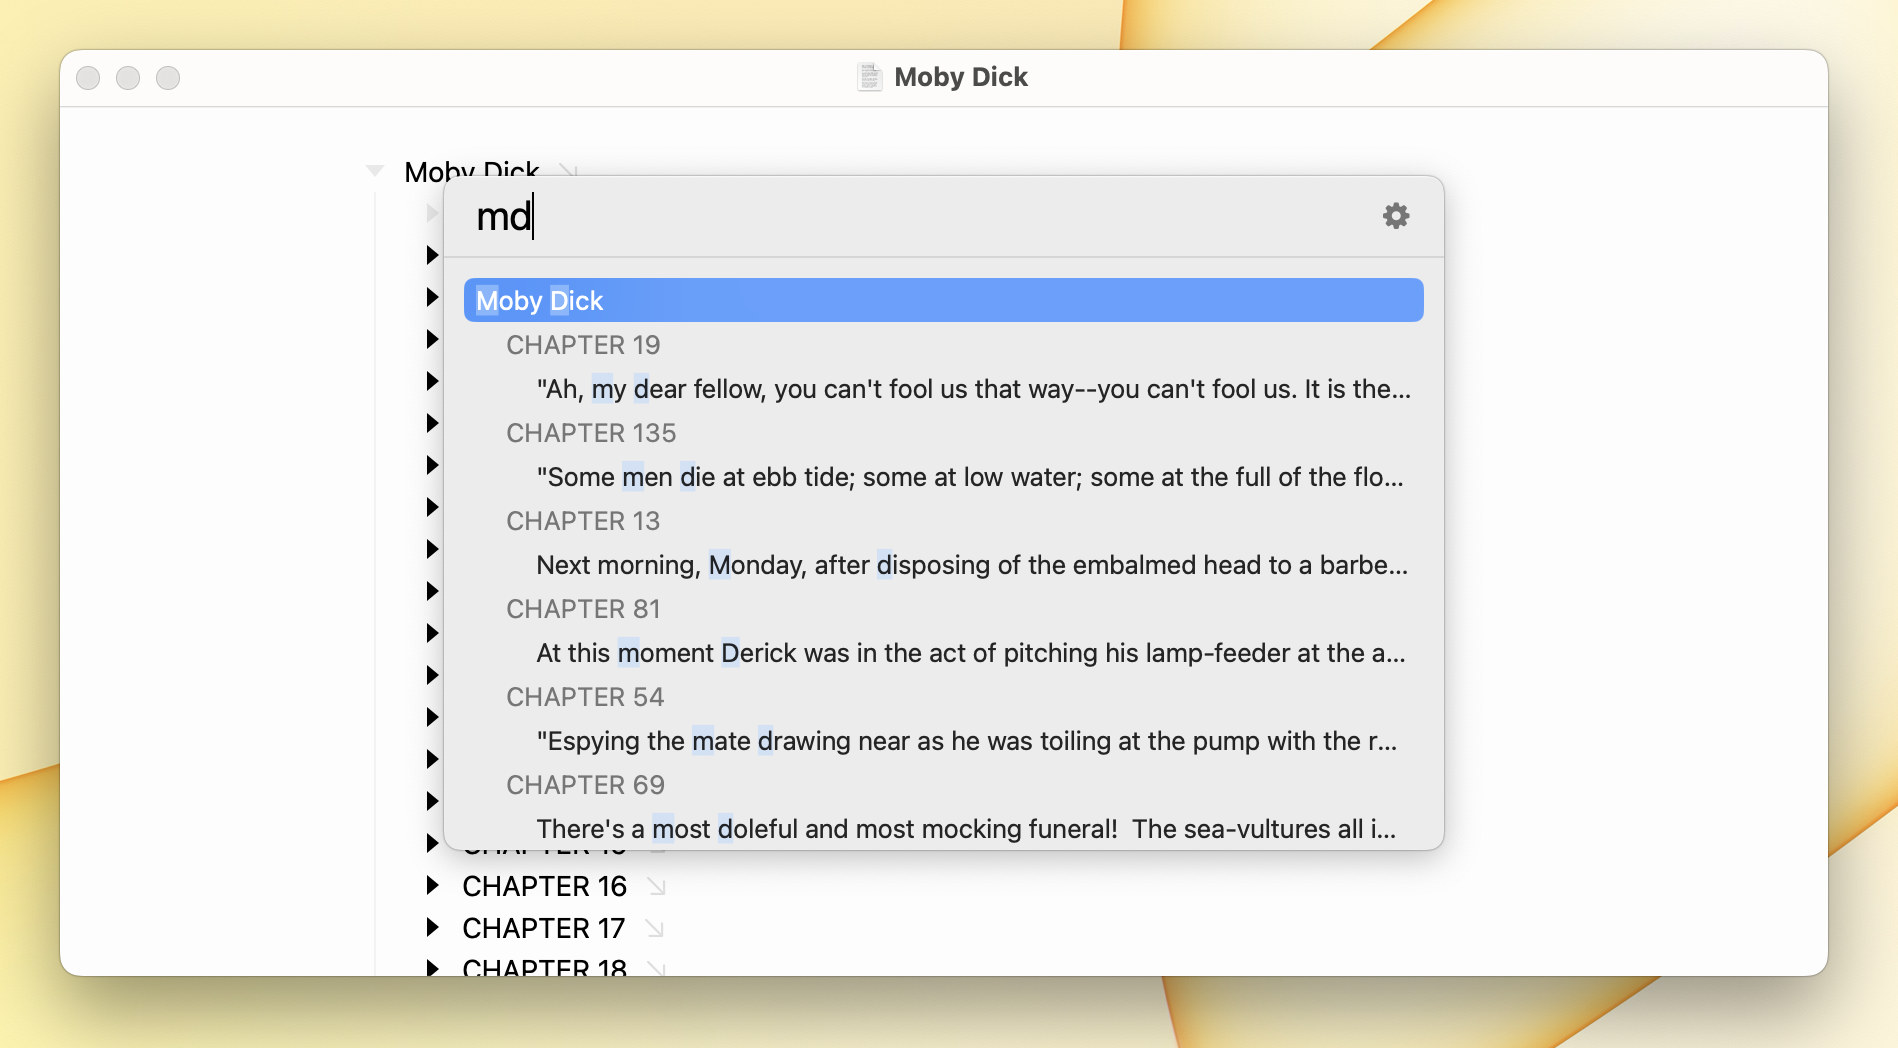 Moby Dick
Moby Dick
md
Moby Dick
CHAPTER 19
"Ah, my dear fellow, you can't fool us that way--you can't fool us. It is the...
CHAPTER 135
"Some men die at ebb tide; some at low water; some at the full of the flo...
CHAPTER 13
Next morning, Monday, after disposing of the embalmed head to a barbe...
CHAPTER 81
At this moment Derick was in the act of pitching his lamp-feeder at the a...
CHAPTER 54
"Espying the mate drawing near as he was toiling at the pump with the r...
CHAPTER 69
There's a most doleful and most mocking funeral!  The sea-vultures all i...
CHAPTER 16
CHAPTER 17
CHAPTER 18